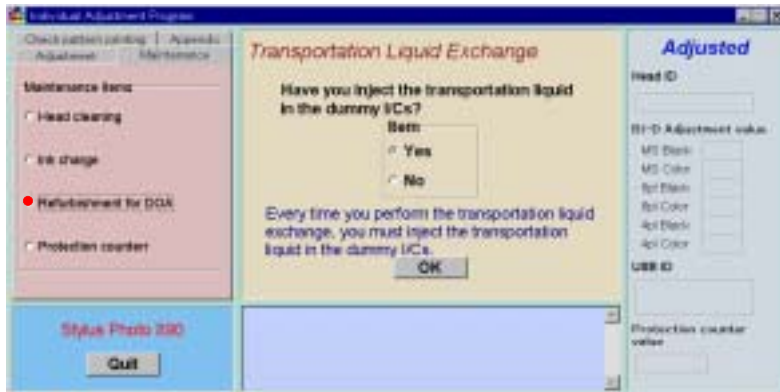 Individual Adjustment Program
Check pattern printing
Appendix
Adjustment
Maintenance
Maintenance items
Head cleaning
Ink charge
Refurbishment for DOA
Protection counter
Stylus Photo 890
Quit
Transportation Liquid Exchange
Have you inject the transportation liquid
in the dummy I/Cs?
Item
Yes
No
Every time you perform the transportation liquid
exchange, you must inject the transportation
liquid in the dummy I/Cs.
OK
Adjusted
Head ID
Bi-D Adjustment value
MS Black
MS Color
8pl Black
8pl Color
4pl Black
4pl Color
USB ID
Protection counter
value